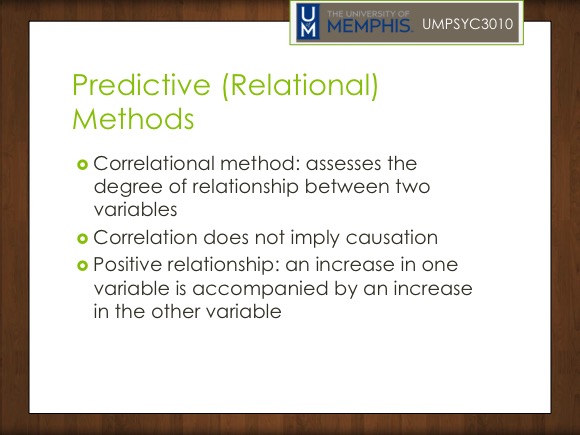 UM
THE UNIVERSITY OF
MEMPHIS.
UMPSYC3010
Predictive (Relational)
Methods
Correlational method: assesses the
degree of relationship between two
variables
Correlation does not imply causation
Positive relationship: an increase in one
variable is accompanied by an increase
in the other variable